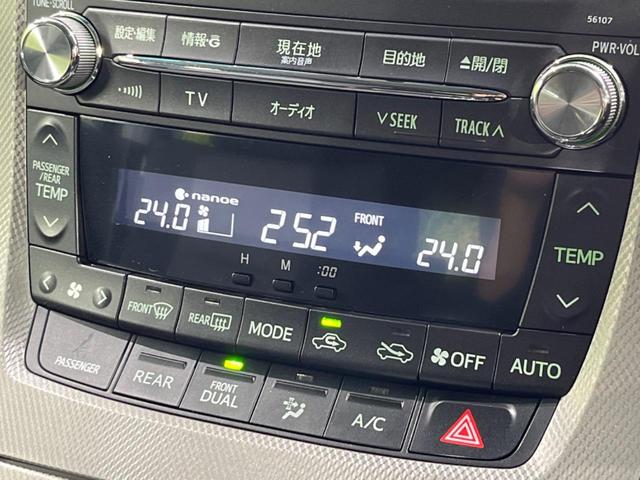 TUNE・SCROLL
56107
設定・編集
情報・G
現在地
案内音声
目的地
▲開/閉
PWR・VOL
TV
オーディオ
∨SEEK
TRACK∧
PASSENGER
/REAR
TEMP
nanoe
24.0
2:52
FRONT
24.0
TEMP
H
M
:00
FRONT
REAR
MODE
OFF
AUTO
PASSENGER
REAR
FRONT
DUAL
A/C